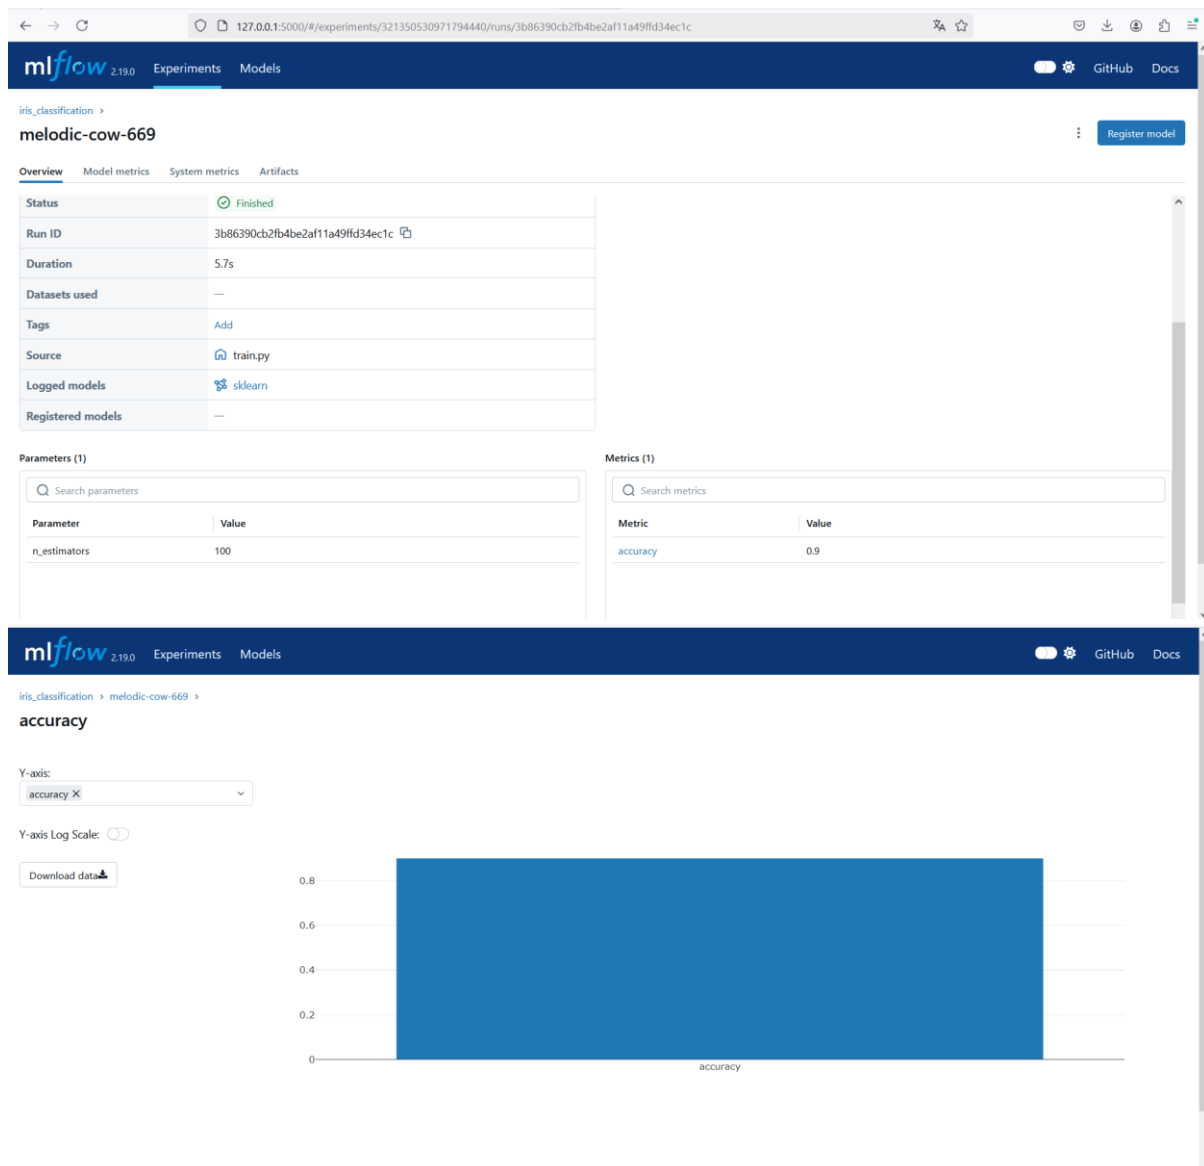 127.0.0.1:5000/#/experiments/321350530971794440/runs/3b86390cb2fb4be2af11a49ffd34ec1c
mlflow 2.19.0 Experiments Models GitHub Docs
iris_classification >
melodic-cow-669
Register model
Overview Model metrics System metrics Artifacts
Status Finished
Run ID 3b86390cb2fb4be2af11a49ffd34ec1c
Duration 5.7s
Datasets used —
Tags Add
Source train.py
Logged models sklearn
Registered models —
Parameters (1) Metrics (1)
Search parameters Search metrics
Parameter Value Metric Value
n_estimators 100 accuracy 0.9
mlflow 2.19.0 Experiments Models GitHub Docs
iris_classification > melodic-cow-669 >
accuracy
Y-axis:
accuracy ×
Y-axis Log Scale:
Download data
0.8
0.6
0.4
0.2
0
accuracy